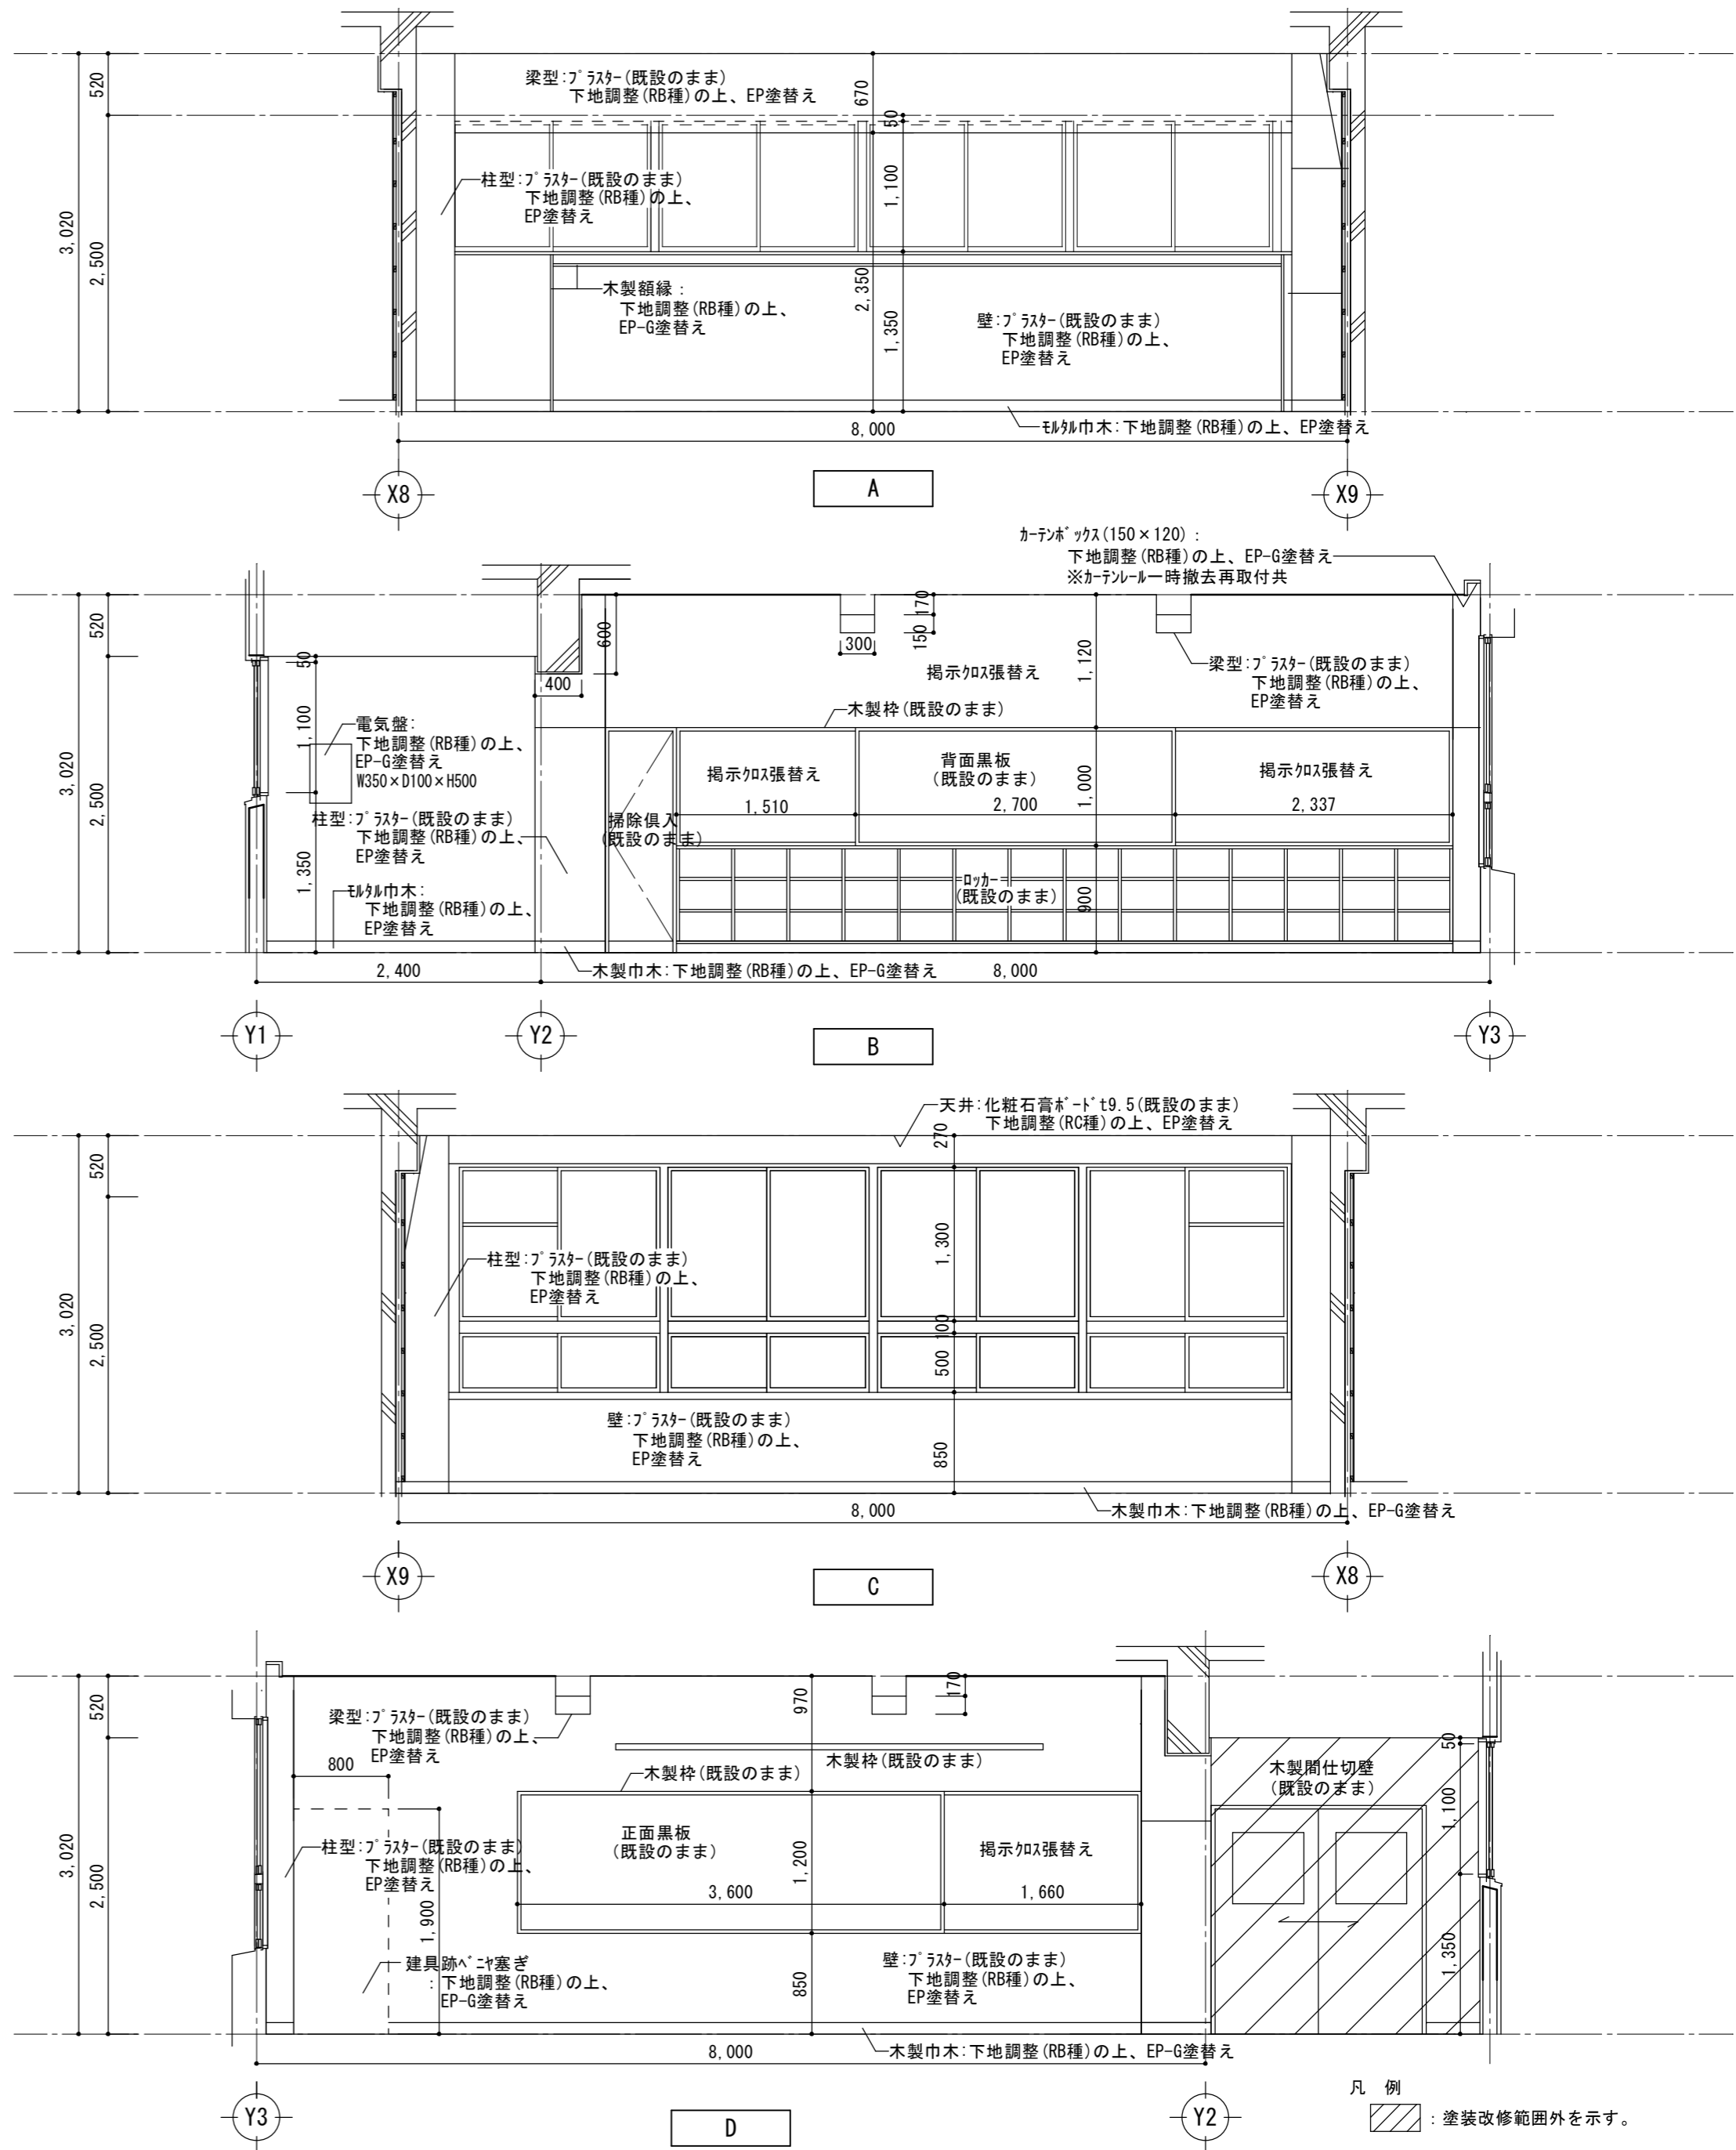 520
3,020
2,500
梁型:プラスター(既設のまま)
下地調整(RB種)の上、EP塗替え
670
50
1,100
2,350
1,350
柱型:プラスター(既設のまま)
下地調整(RB種)の上、
EP塗替え
木製額縁:
下地調整(RB種)の上、
EP-G塗替え
壁:プラスター(既設のまま)
下地調整(RB種)の上、
EP塗替え
モルタル巾木:下地調整(RB種)の上、EP塗替え
8,000
X8
A
X9
カーテンボックス(150×120):
下地調整(RB種)の上、EP-G塗替え
※カーテンレール一時撤去再取付共
520
3,020
2,500
50
1,100
1,350
400
600
300
170
150
1,120
掲示クロス張替え
梁型:プラスター(既設のまま)
下地調整(RB種)の上、
EP塗替え
木製枠(既設のまま)
電気盤:
下地調整(RB種)の上、
EP-G塗替え
W350×D100×H500
柱型:プラスター(既設のまま)
下地調整(RB種)の上、
EP塗替え
モルタル巾木:
下地調整(RB種)の上、
EP塗替え
掃除倶入
(既設のまま)
掲示クロス張替え
1,510
背面黒板
(既設のまま)
2,700
1,000
掲示クロス張替え
2,337
ロッカー
(既設のまま)
900
2,400
木製巾木:下地調整(RB種)の上、EP-G塗替え
8,000
Y1
Y2
B
Y3
天井:化粧石膏ボードt9.5(既設のまま)
下地調整(RC種)の上、EP塗替え
520
3,020
2,500
270
1,300
100
500
850
柱型:プラスター(既設のまま)
下地調整(RB種)の上、
EP塗替え
壁:プラスター(既設のまま)
下地調整(RB種)の上、
EP塗替え
木製巾木:下地調整(RB種)の上、EP-G塗替え
8,000
X9
C
X8
520
3,020
2,500
梁型:プラスター(既設のまま)
下地調整(RB種)の上、
EP塗替え
800
970
170
木製枠(既設のまま)
木製枠(既設のまま)
柱型:プラスター(既設のまま)
下地調整(RB種)の上、
EP塗替え
1,900
正面黒板
(既設のまま)
3,600
1,200
掲示クロス張替え
1,660
建具跡ベニヤ塞ぎ
:下地調整(RB種)の上、
EP-G塗替え
850
壁:プラスター(既設のまま)
下地調整(RB種)の上、
EP塗替え
木製間仕切壁
(既設のまま)
50
1,100
1,350
8,000
木製巾木:下地調整(RB種)の上、EP-G塗替え
Y3
D
Y2
凡 例
:塗装改修範囲外を示す。